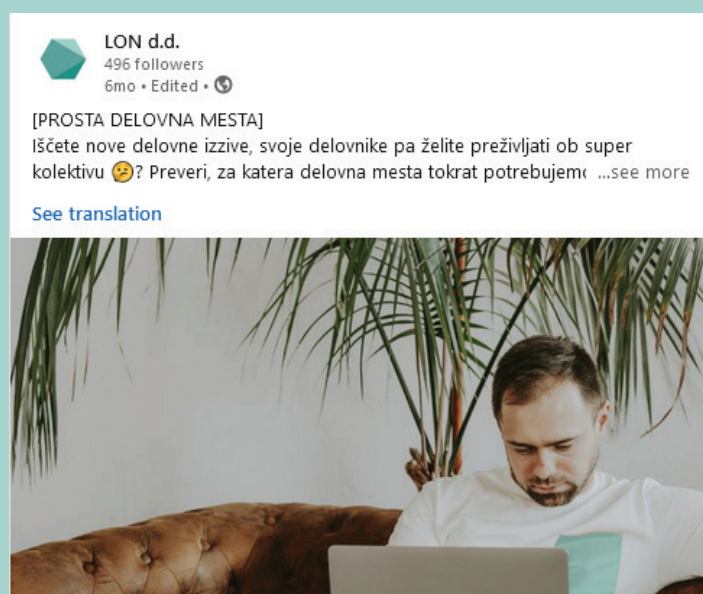 LON d.d.
496 followers
6mo • Edited •
[PROSTA DELOVNA MESTA]
Iščete nove delovne izzive, svoje delovnike pa želite preživljati ob super
kolektivu 🤔? Preveri, za katera delovna mesta tokrat potrebujemo ...see more
See translation